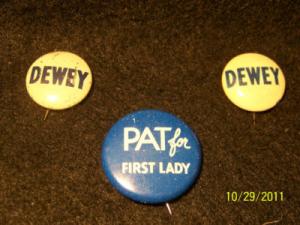 DEWEY
DEWEY
PAT for
FIRST LADY
10/29/2011